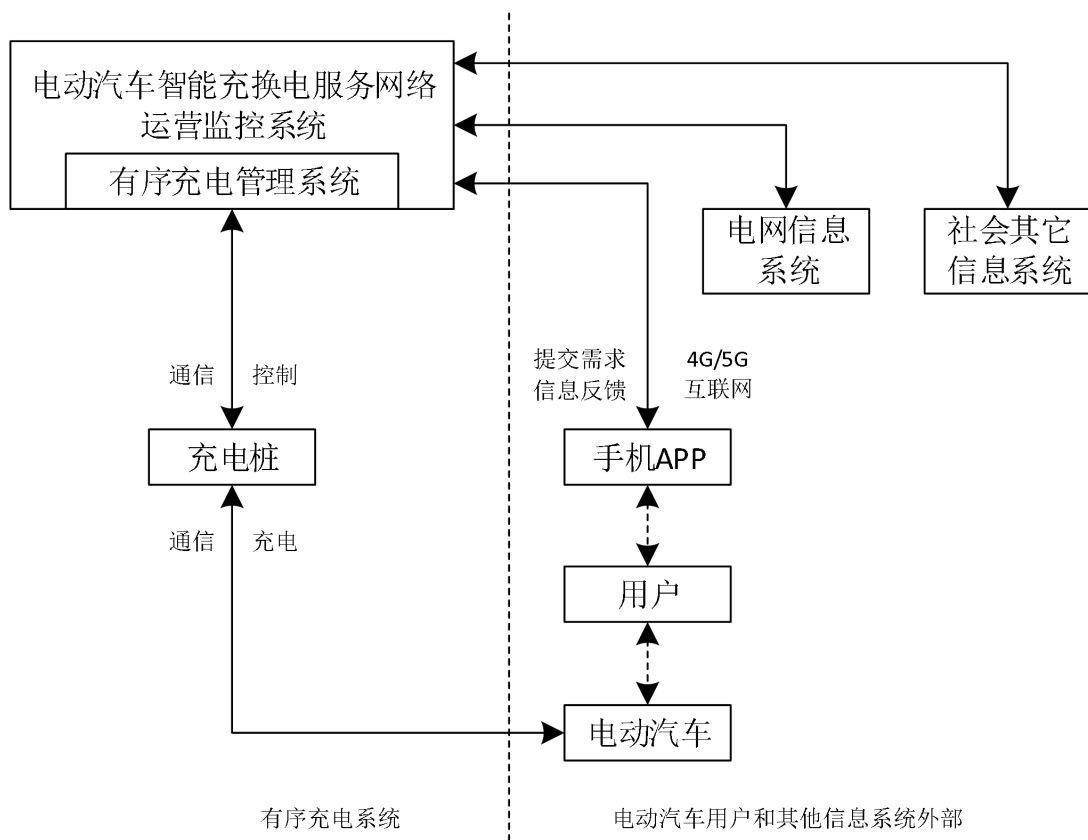 电动汽车智能充换电服务网络
运营监控系统
有序充电管理系统
电网信息
系统
社会其它
信息系统
通信 控制
提交需求
信息反馈
4G/5G
互联网
充电桩
手机APP
通信 充电
用户
电动汽车
有序充电系统
电动汽车用户和其他信息系统外部